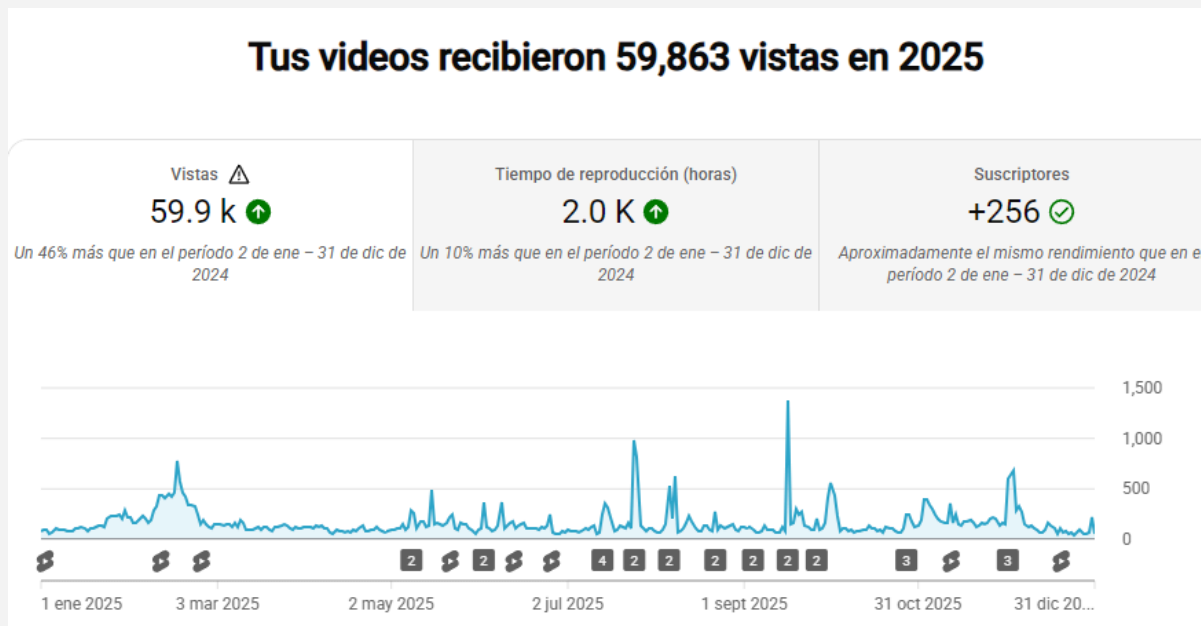 Tus videos recibieron 59,863 vistas en 2025
Vistas
59.9 k
Un 46% más que en el período 2 de ene – 31 de dic de
2024
Tiempo de reproducción (horas)
2.0 K
Un 10% más que en el período 2 de ene – 31 de dic de
2024
Suscriptores
+256
Aproximadamente el mismo rendimiento que en e
período 2 de ene – 31 de dic de 2024
1,500
1,000
500
0
2 2 4 2 2 2 2 2 2 3 3
1 ene 2025 3 mar 2025 2 may 2025 2 jul 2025 1 sept 2025 31 oct 2025 31 dic 20...